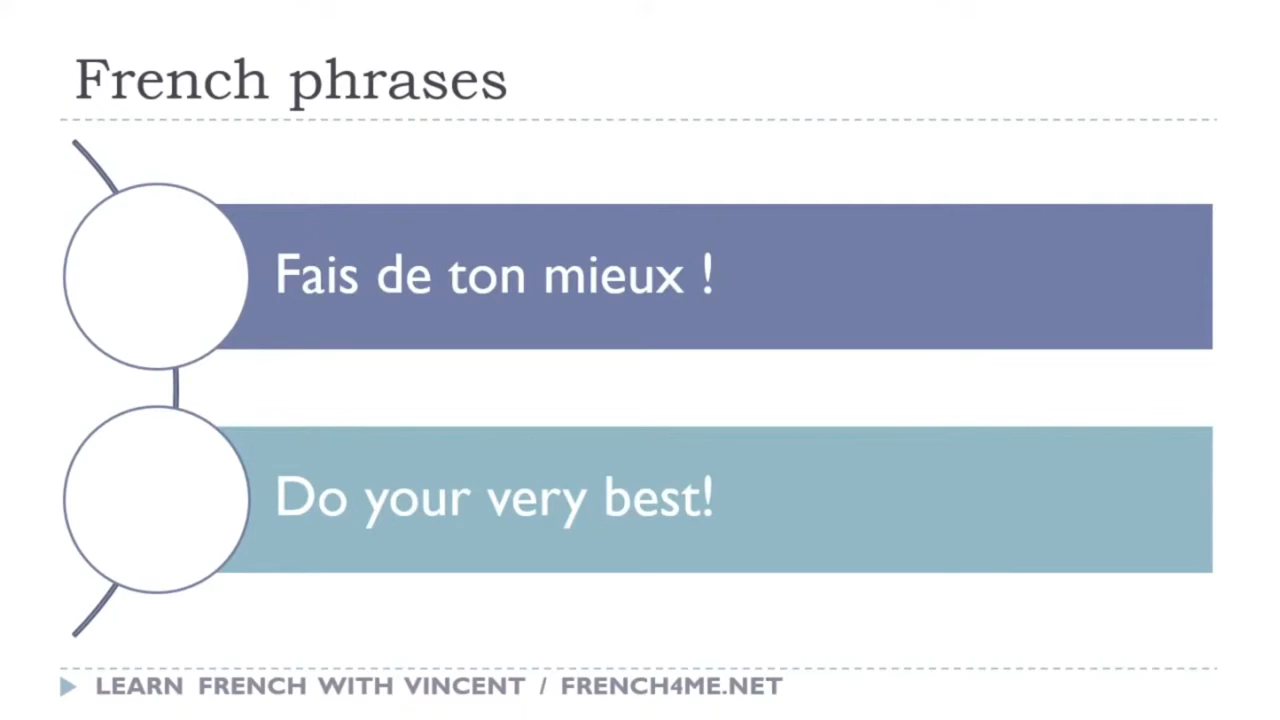 French phrases
Fais de ton mieux !
Do your very best!
LEARN FRENCH WITH VINCENT / FRENCH4ME.NET